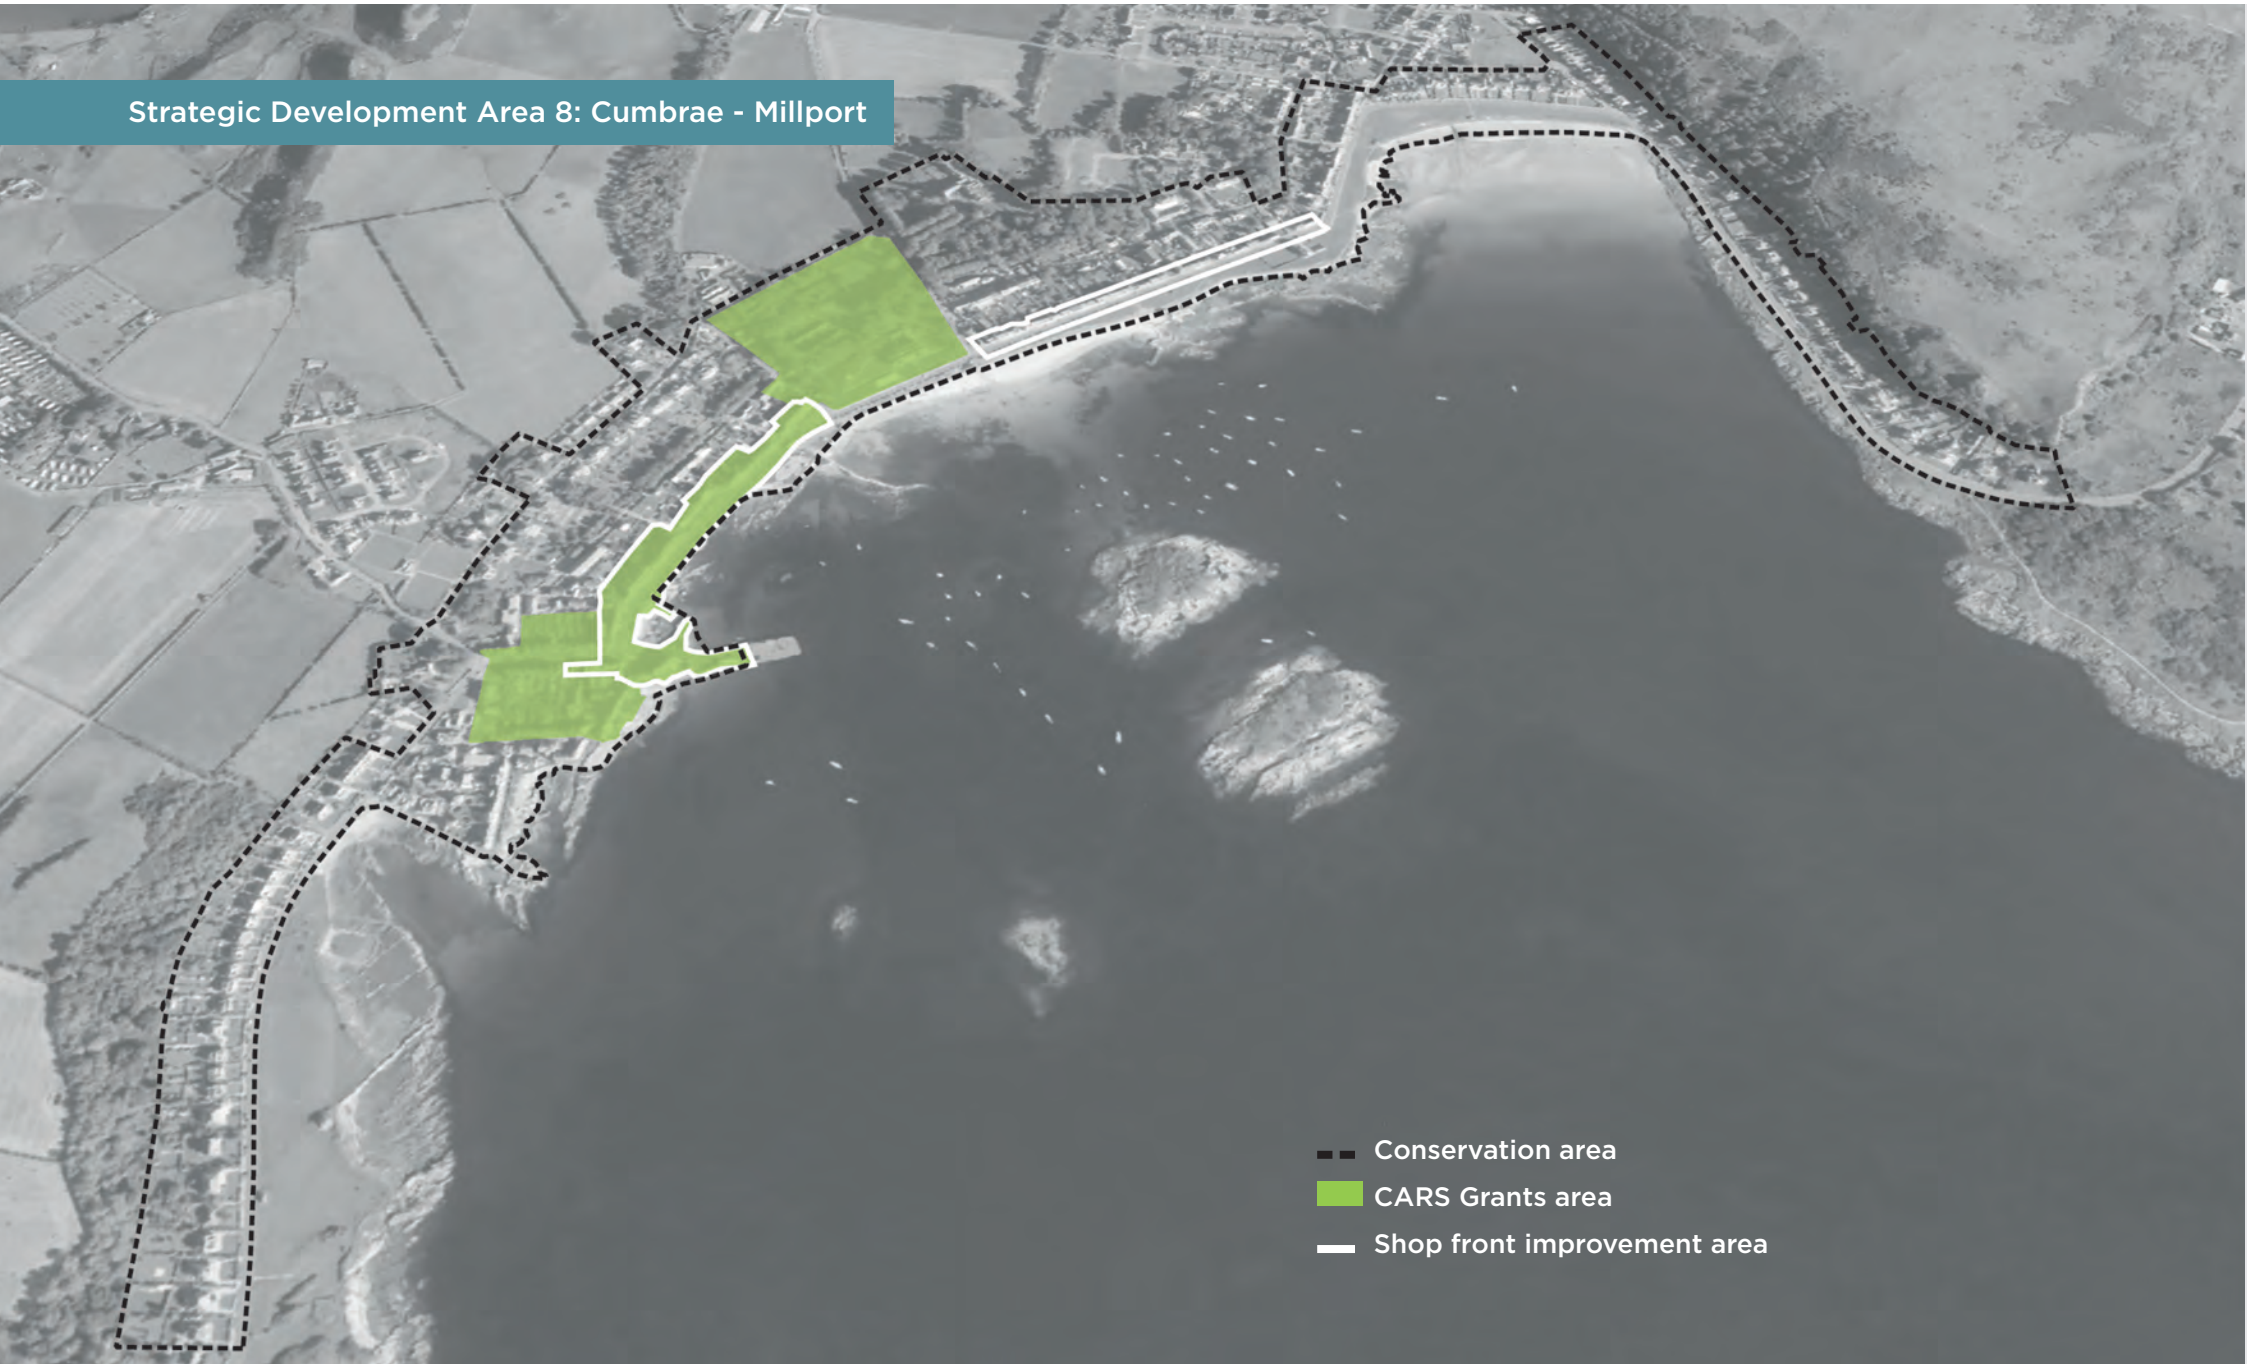 Strategic Development Area 8: Cumbrae - Millport
Conservation area
CARS Grants area
Shop front improvement area